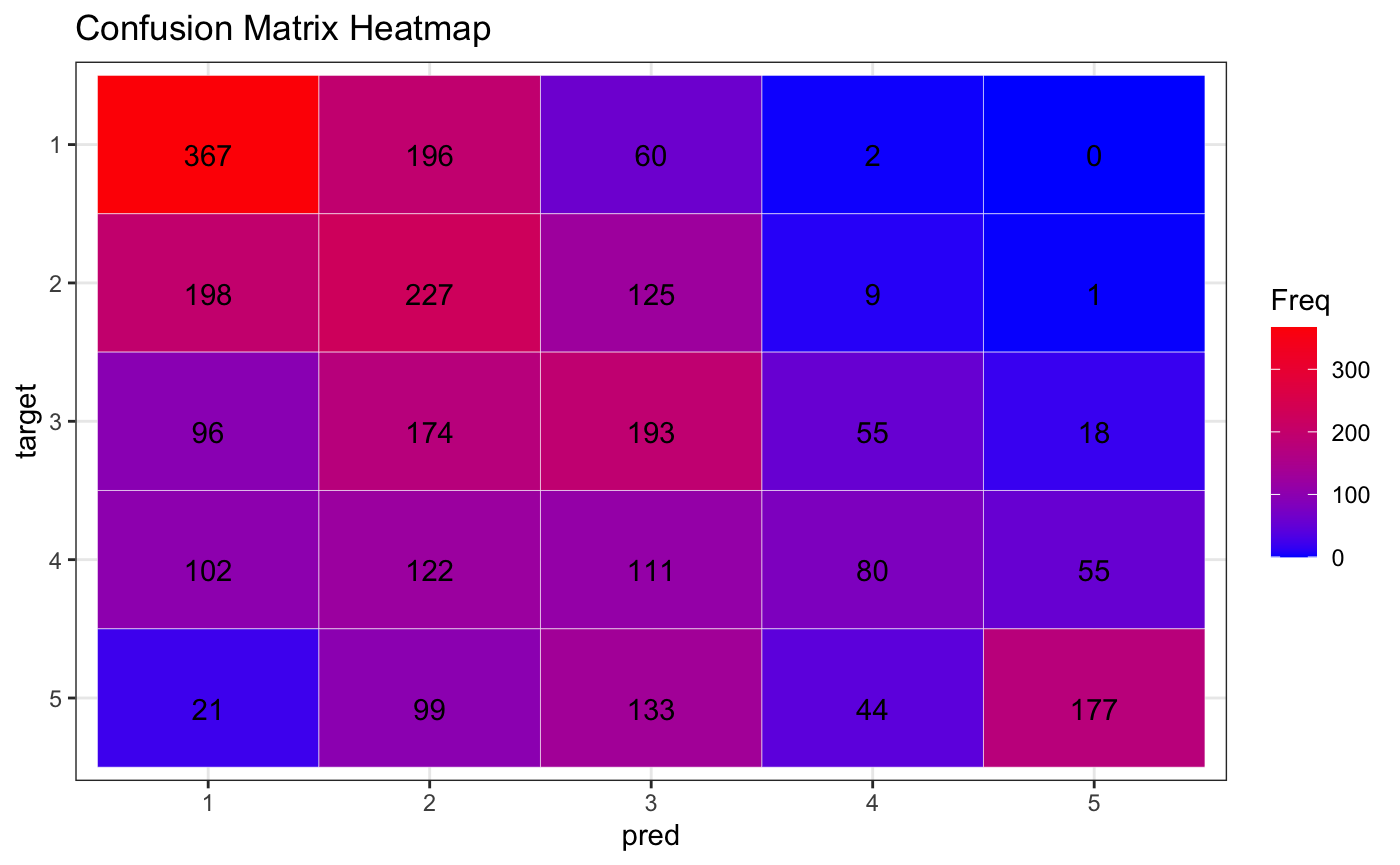 Confusion Matrix Heatmap
target
1 367 196 60 2 0
2 198 227 125 9 1
3 96 174 193 55 18
4 102 122 111 80 55
5 21 99 133 44 177
1 2 3 4 5
pred
Freq
300
200
100
0